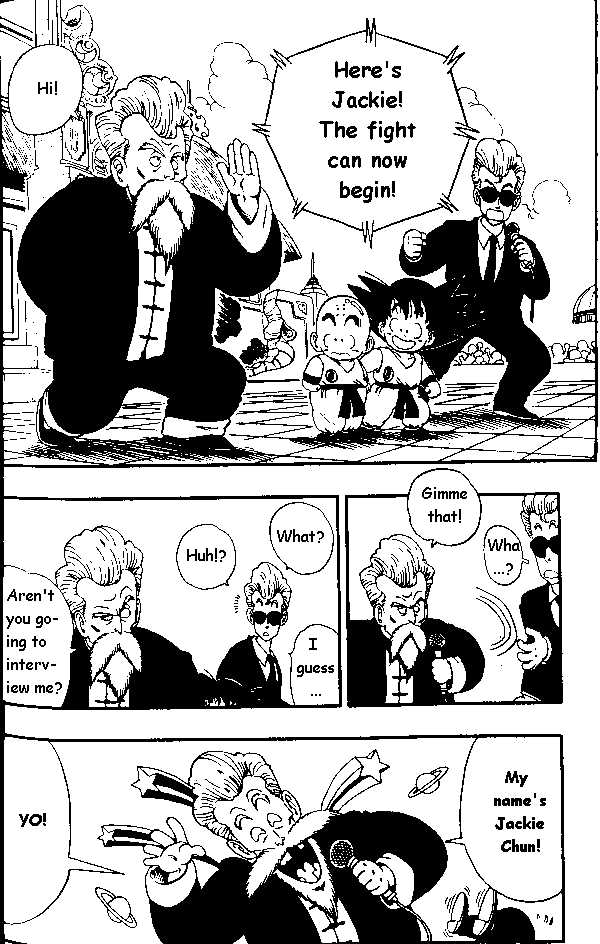 Hi!
Here's
Jackie!
The fight
can now
begin!
Aren't
you go-
ing to
interv-
iew me?
Huh!?
What?
I
guess
...
Gimme
that!
Wha
...?
YO!
My
name's
Jackie
Chun!